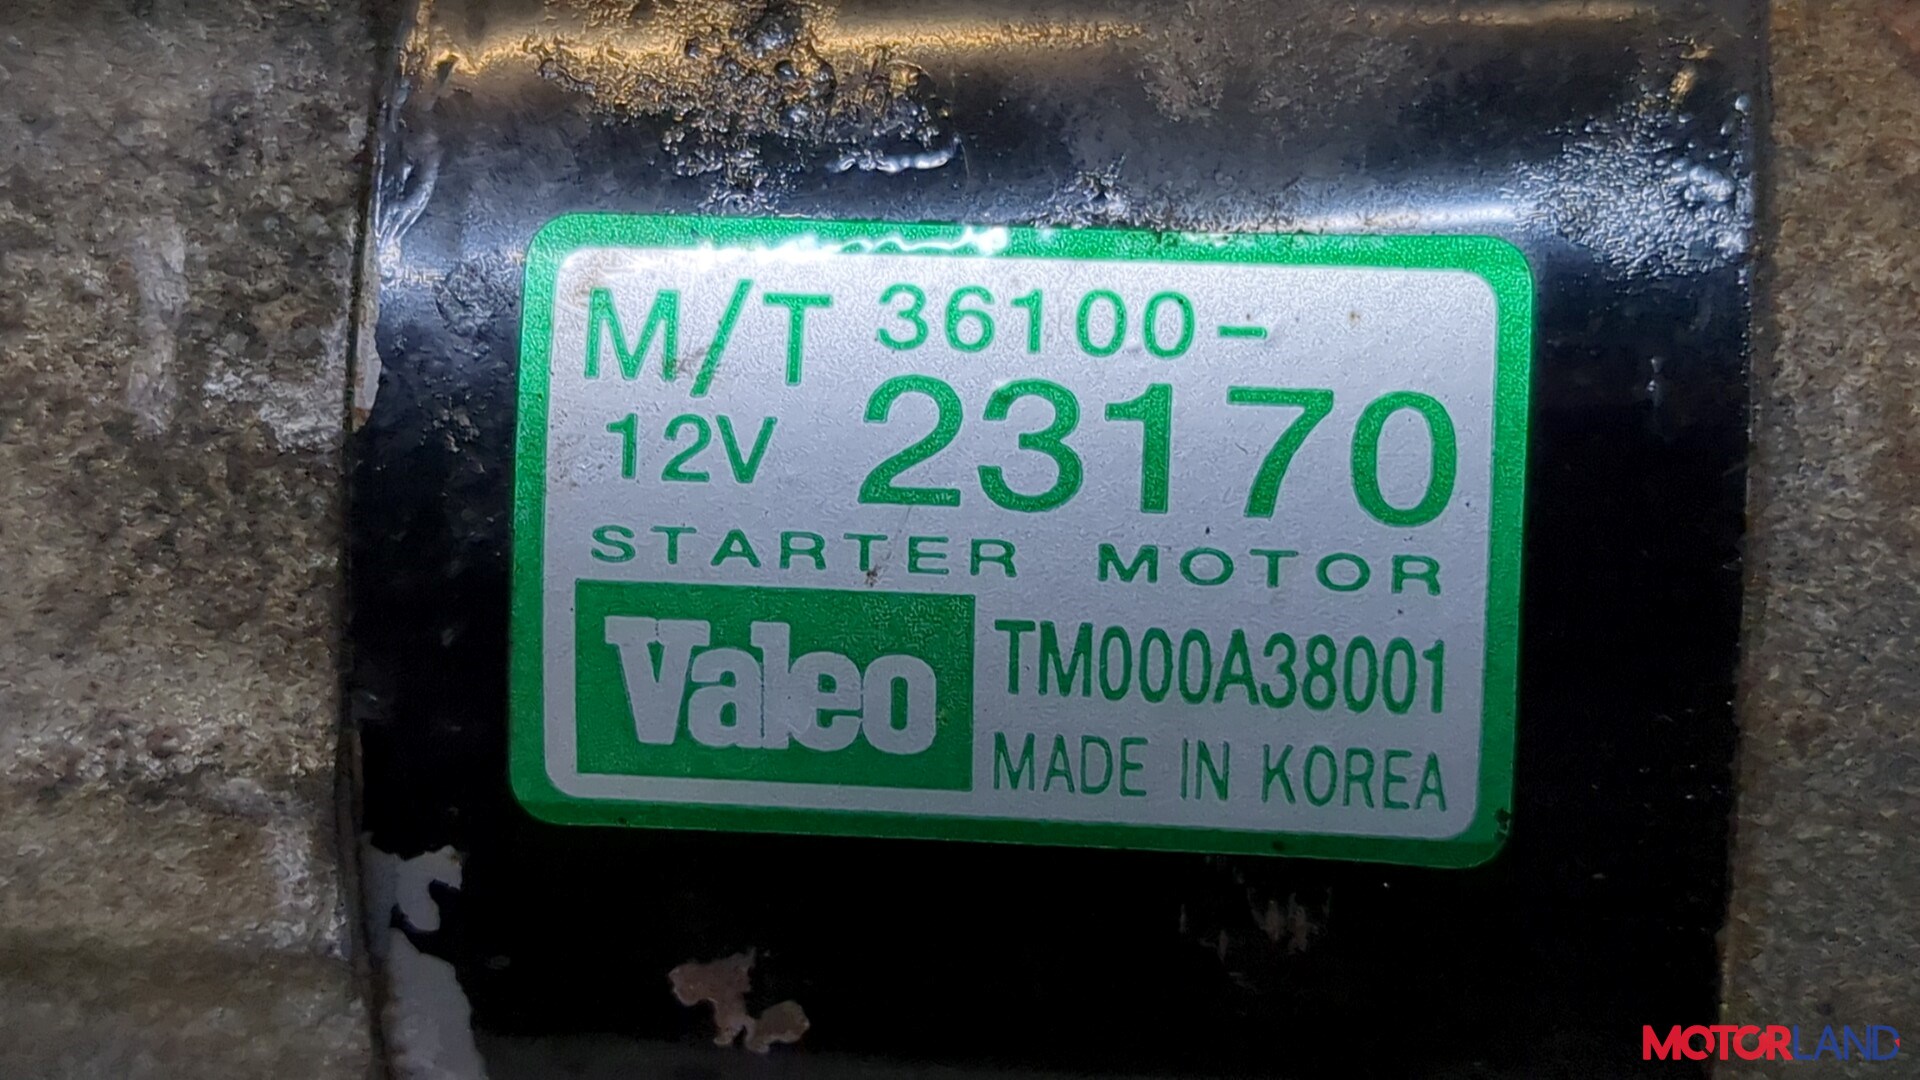 M/T 36100-
12V 23170
STARTER MOTOR
Valeo TM000A38001
MADE IN KOREA
MOTORLAND